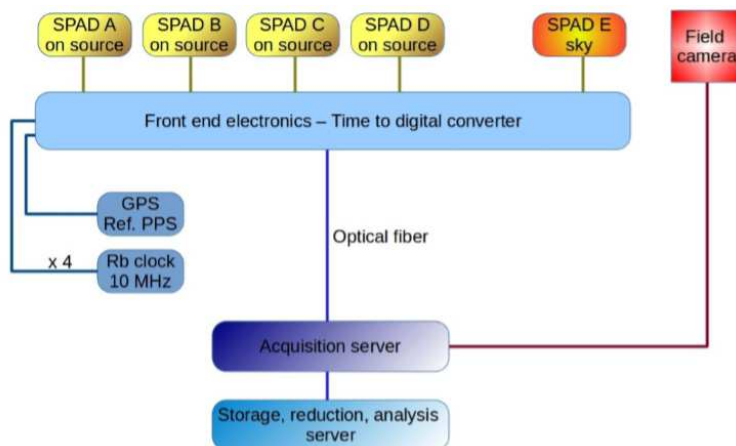 SPAD A
on source
SPAD B
on source
SPAD C
on source
SPAD D
on source
SPAD E
sky
Field
camera
Front end electronics – Time to digital converter
GPS
Ref. PPS
Optical fiber
x 4
Rb clock
10 MHz
Acquisition server
Storage, reduction, analysis
server